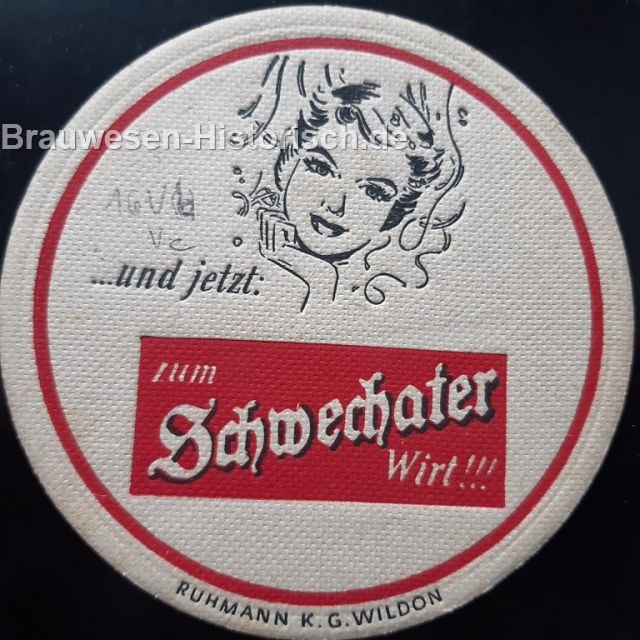 Brauwesen-Historisch.de
...und jetzt:
zum
Schwechater
Wirt!!!
RUHMANN K.G. WILDON